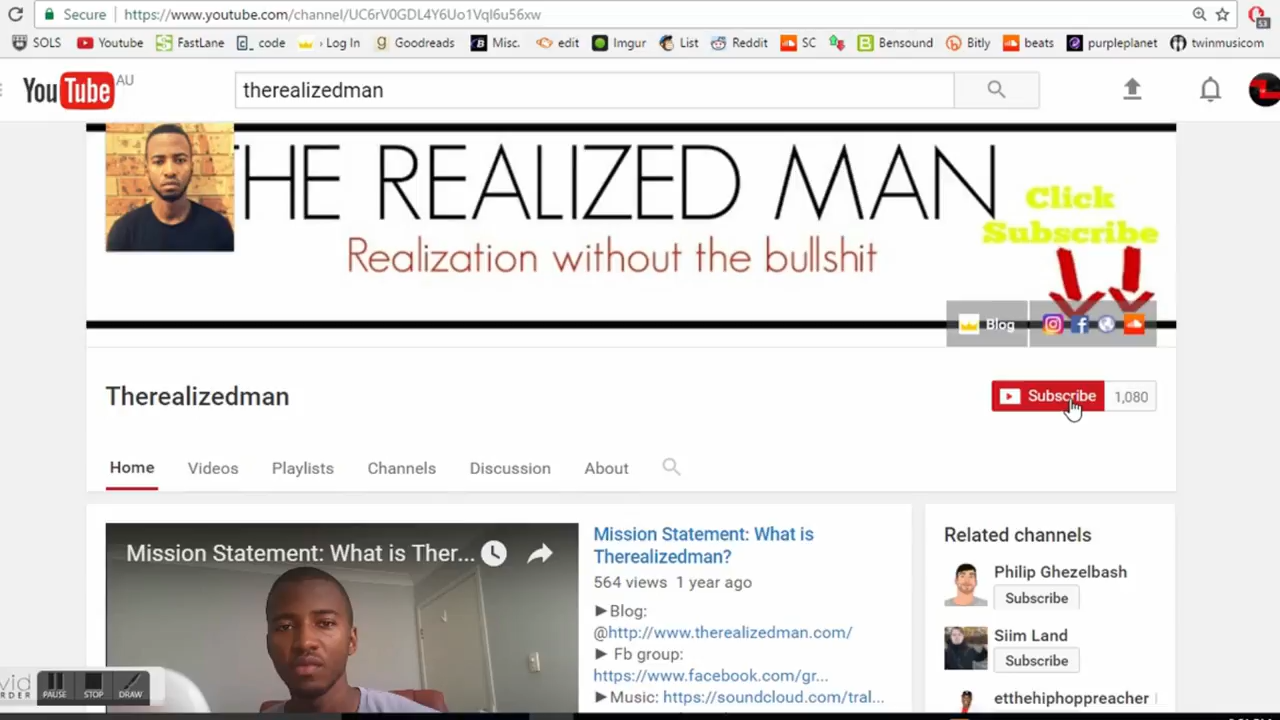 Secure https://www.youtube.com/channel/UC6rV0GDL4Y6Uo1Vql6u56xw
53
SOLS Youtube FastLane code › Log In Goodreads Misc. edit Imgur List Reddit SC Bensound Bitly beats purpleplanet twinmusicom
YouTube AU
therealizedman
THE REALIZED MAN
Realization without the bullshit
Click
Subscribe
Blog
Therealizedman
Subscribe 1,080
Home Videos Playlists Channels Discussion About
Mission Statement: What is Ther...
Mission Statement: What is
Therealizedman?
564 views 1 year ago
►Blog:
@http://www.therealizedman.com/
► Fb group:
https://www.facebook.com/gr...
►Music: https://soundcloud.com/tral...
Related channels
Philip Ghezelbash
Subscribe
Siim Land
Subscribe
etthehiphoppreacher
PAUSE STOP DRAW